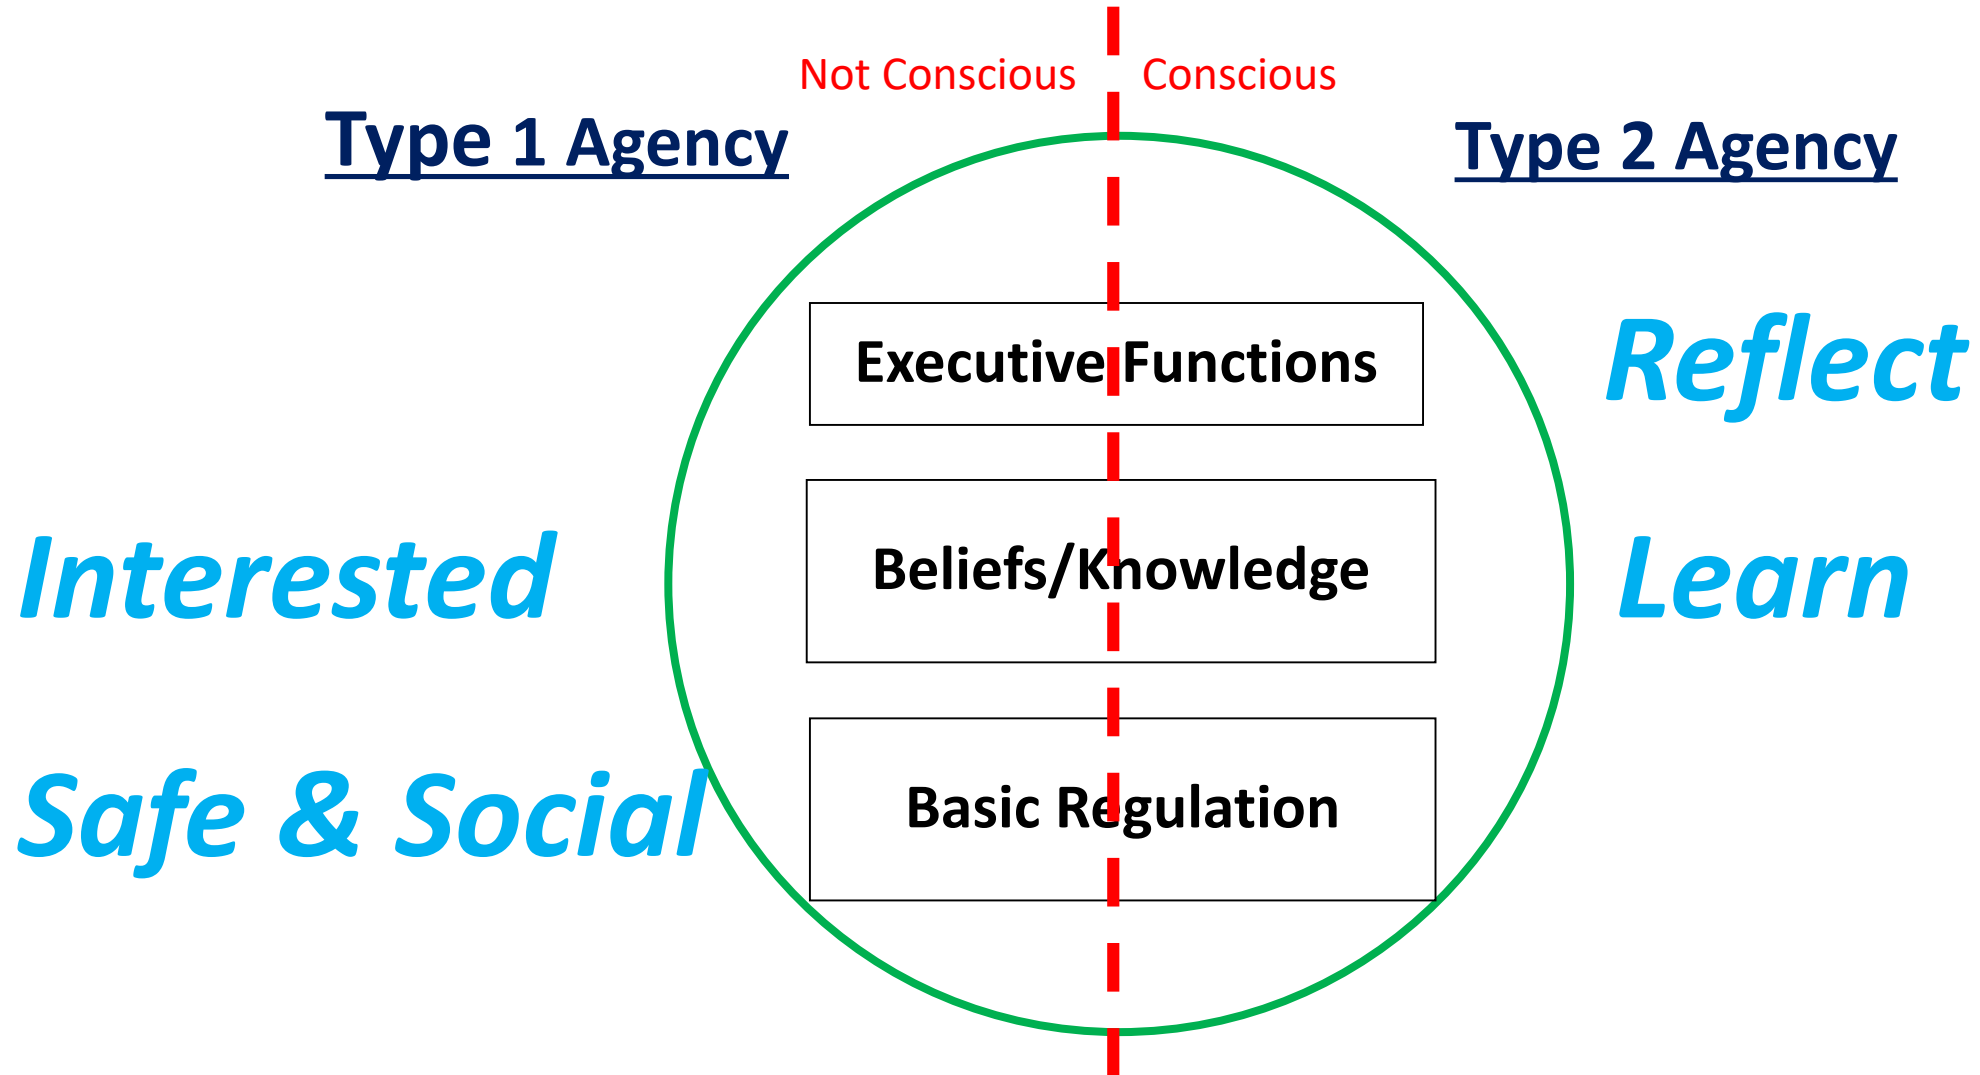 Not Conscious
Conscious
Type 1 Agency
Type 2 Agency
Executive Functions
Reflect
Interested
Beliefs/Knowledge
Learn
Safe & Social
Basic Regulation